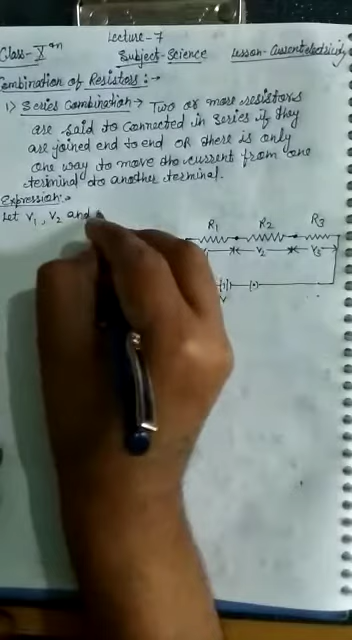 Lecture-7
Class-Xth Subject-Science Lesson-Current electricity
Combination of Resistors:→
1) Series Combination→ Two or more resistors
are said to connected in series if they
are joined end to end OR there is only
one way to move the current from one
terminal to another terminal.
Expression:→
Let V1, V2 and
R1 R2 R3
V2 V3
V